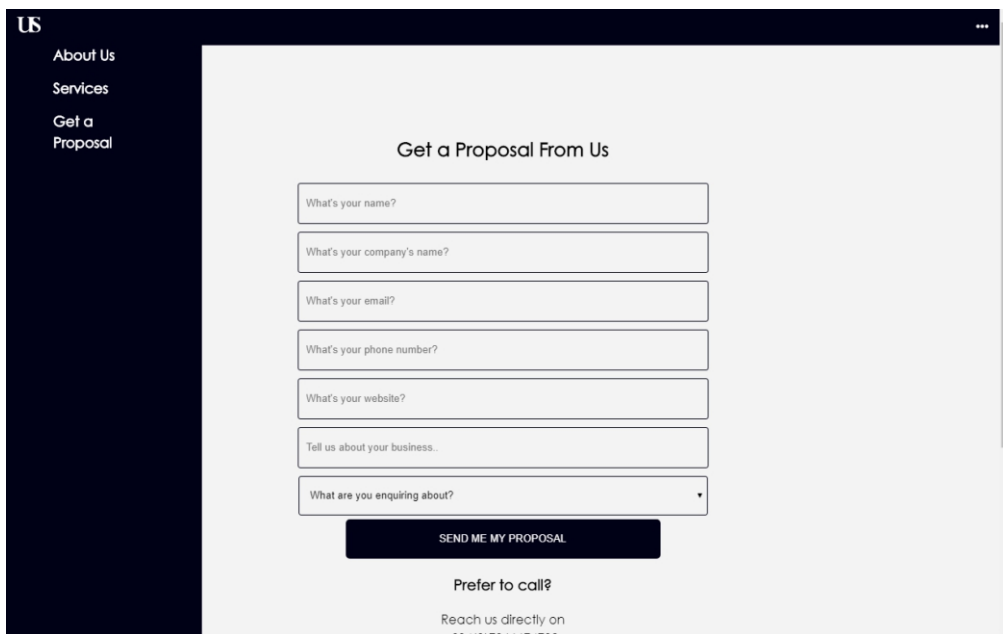 US
•••
About Us
Services
Get a
Proposal
Get a Proposal From Us
What's your name?
What's your company's name?
What's your email?
What's your phone number?
What's your website?
Tell us about your business..
What are you enquiring about?
SEND ME MY PROPOSAL
Prefer to call?
Reach us directly on